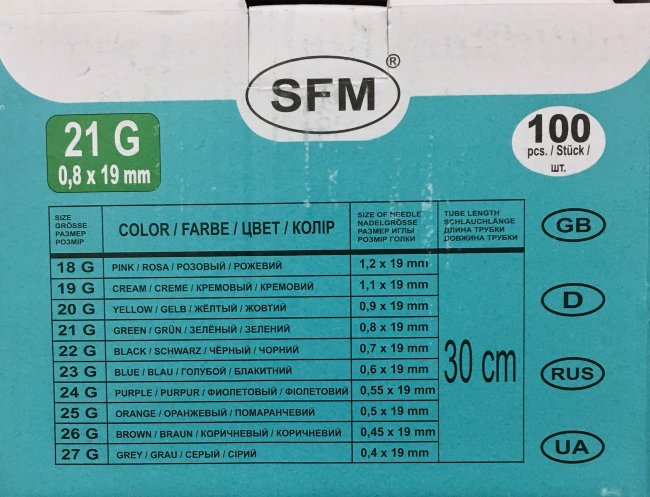 SFM®
21 G
0,8 x 19 mm
100
pcs. / Stück /
шт.
SIZE
GRÖSSE
РАЗМЕР
РОЗМІР
COLOR / FARBE / ЦВЕТ / КОЛІР
SIZE OF NEEDLE
NADELGRÖSSE
РАЗМЕР ИГЛЫ
РОЗМІР ГОЛКИ
TUBE LENGTH
SCHLAUCHLÄNGE
ДЛИНА ТРУБКИ
ДОВЖИНА ТРУБКИ
18 G PINK / ROSA / РОЗОВЫЙ / РОЖЕВИЙ 1,2 x 19 mm
19 G CREAM / CREME / КРЕМОВЫЙ / КРЕМОВИЙ 1,1 x 19 mm
20 G YELLOW / GELB / ЖЁЛТЫЙ / ЖОВТИЙ 0,9 x 19 mm
21 G GREEN / GRÜN / ЗЕЛЁНЫЙ / ЗЕЛЕНИЙ 0,8 x 19 mm
22 G BLACK / SCHWARZ / ЧЁРНЫЙ / ЧОРНИЙ 0,7 x 19 mm
23 G BLUE / BLAU / ГОЛУБОЙ / БЛАКИТНИЙ 0,6 x 19 mm
24 G PURPLE / PURPUR / ФИОЛЕТОВЫЙ / ФІОЛЕТОВИЙ 0,55 x 19 mm
25 G ORANGE / ОРАНЖЕВЫЙ / ПОМАРАНЧЕВИЙ 0,5 x 19 mm
26 G BROWN / BRAUN / КОРИЧНЕВЫЙ / КОРИЧНЕВИЙ 0,45 x 19 mm
27 G GREY / GRAU / СЕРЫЙ / СІРИЙ 0,4 x 19 mm
30 cm
GB
D
RUS
UA